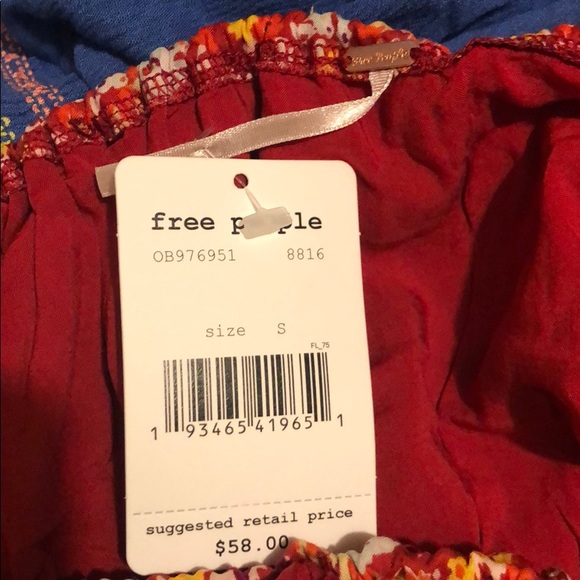 free people
OB976951 8816
size S
FL_75
1 93465 41965 1
suggested retail price
$58.00